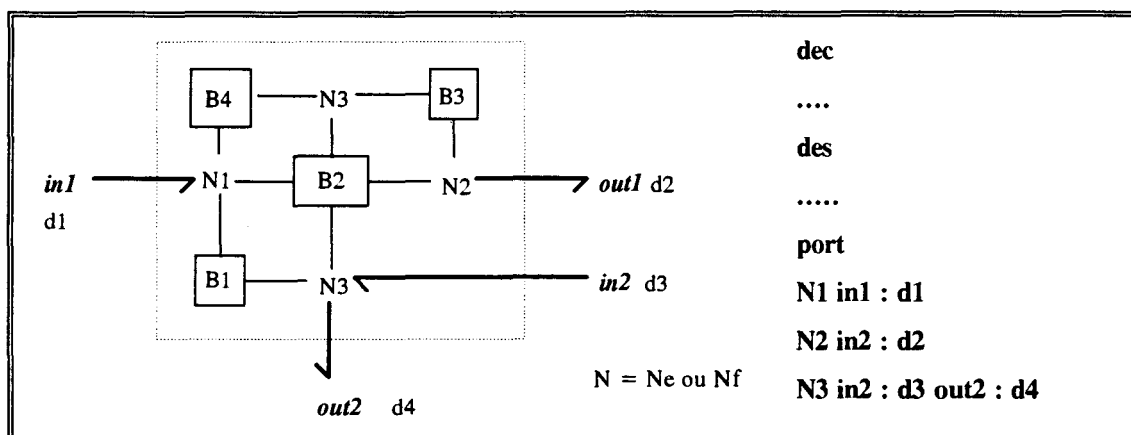 B4 N3 B3
in1 N1 B2 N2 out1 d2
d1
B1 N3 in2 d3
out2 d4
N = Ne ou Nf
dec
....
des
.....
port
N1 in1 : d1
N2 in2 : d2
N3 in2 : d3 out2 : d4